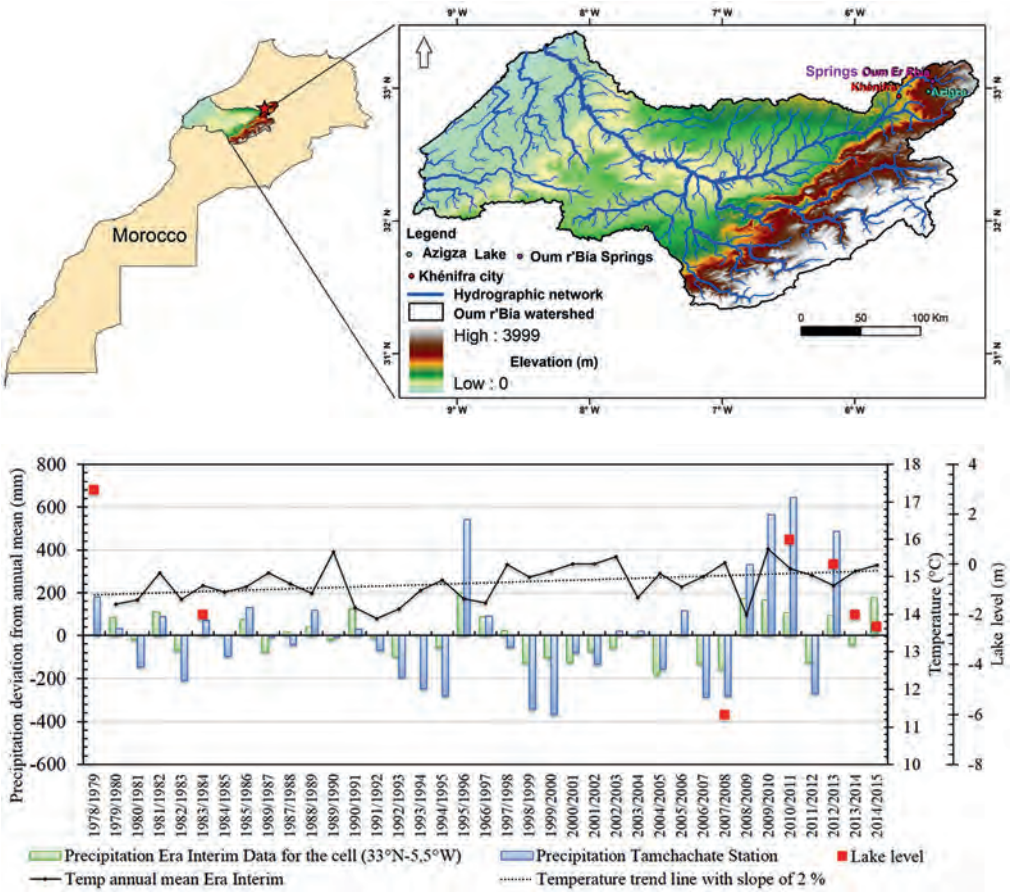 9° W 8° W 7° W 6° W
33° N
33° N
Springs Oum Er Rbia
Khénifra
Azigza
Morocco
32° N
32° N
Legend
Azigza Lake Oum r'Bia Springs
Khénifra city
Hydrographic network
Oum r'Bia watershed
High : 3999
Elevation (m)
Low : 0
0 50 100 Km
31° N
31° N
9° W 8° W 7° W 6° W
Precipitation deviation from annual mean (mm)
800
600
400
200
0
-200
-400
-600
18
17
16
15
14
13
12
11
10
Temperature (°C)
4
2
0
-2
-4
-6
-8
Lake level (m)
1978/1979
1979/1980
1980/1981
1981/1982
1982/1983
1983/1984
1984/1985
1985/1986
1986/1987
1987/1988
1988/1989
1989/1990
1990/1991
1991/1992
1992/1993
1993/1994
1994/1995
1995/1996
1966/1997
1997/1998
1998/1999
1999/2000
2000/2001
2001/2002
2002/2003
2003/2004
2004/2005
2005/2006
2006/2007
2007/2008
2008/2009
2009/2010
2010/2011
2011/2012
2012/2013
2013/2014
2014/2015
Precipitation Era Interim Data for the cell (33°N-5,5°W) Precipitation Tamchachate Station Lake level
Temp annual mean Era Interim Temperature trend line with slope of 2 %